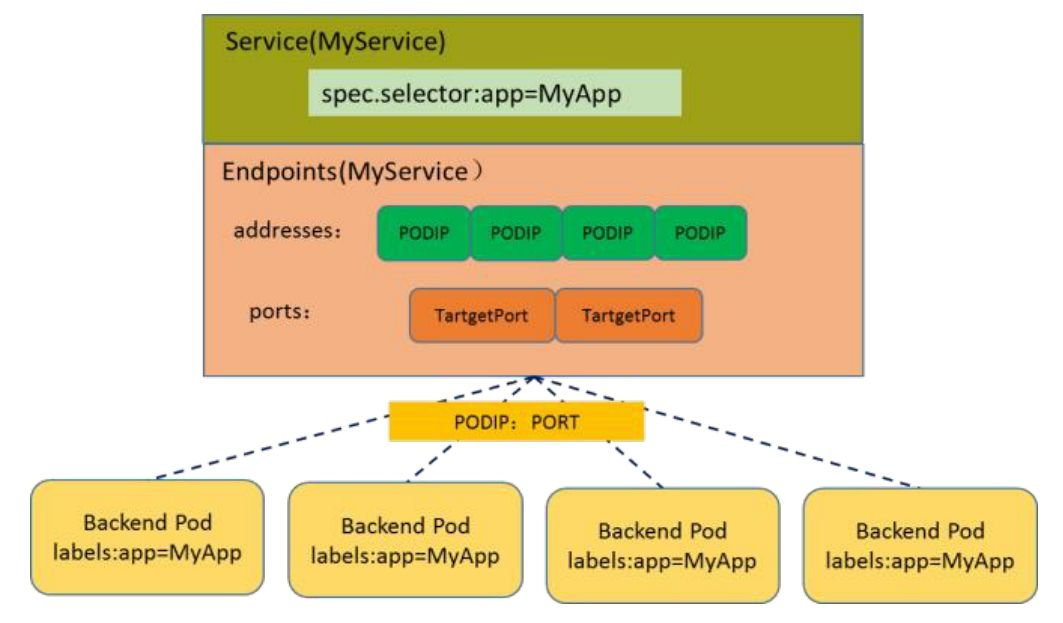 Service(MyService)
spec.selector:app=MyApp
Endpoints(MyService）
addresses：
PODIP PODIP PODIP PODIP
ports：
TartgetPort TartgetPort
PODIP：PORT
Backend Pod
labels:app=MyApp
Backend Pod
labels:app=MyApp
Backend Pod
labels:app=MyApp
Backend Pod
labels:app=MyApp